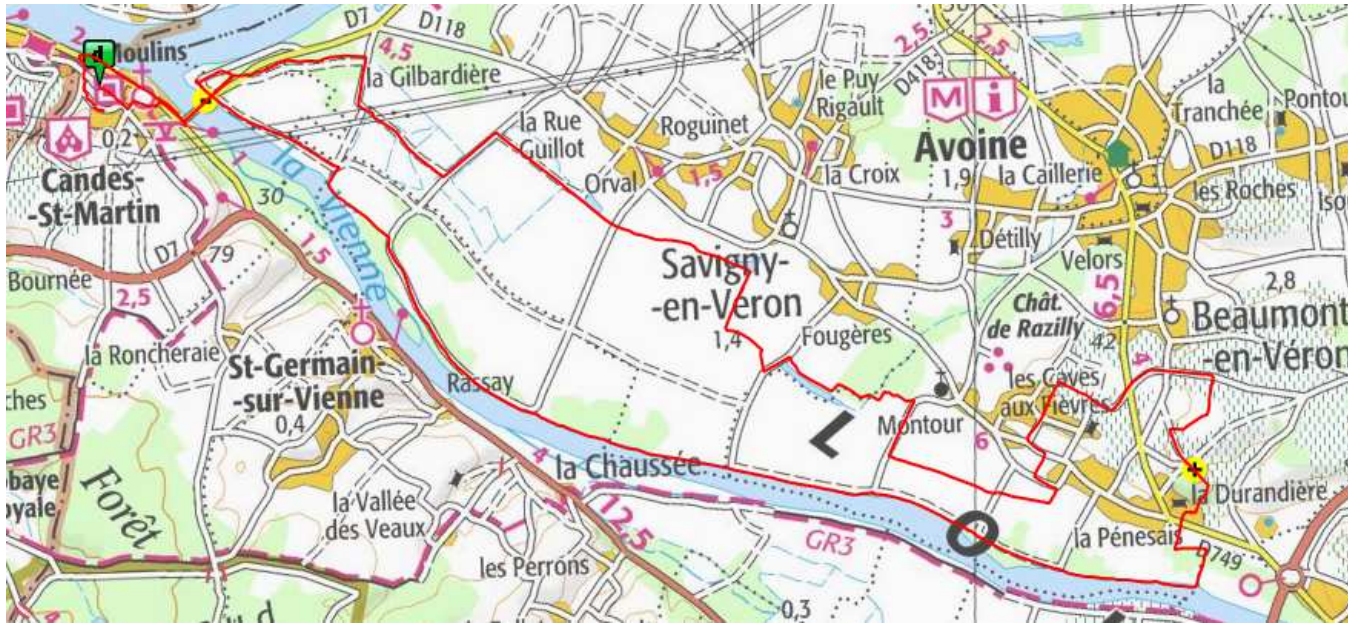 D7
D118
4,5
2
Moulins
la Gilbardière
la Rue
Guillot
Roguinet
le Puy
Rigault
2,5
D418
2,5
M i
la
Tranchée
Avoine
1,9
la Caillerie
D118
les Roches
0,2
V
1
Candes-
-St-Martin
la Vienne
30
Orval
1,5
la Croix
3
Détilly
Velors
Bournée
D7
79
1,5
2,5
Savigny-
-en-Véron
1,4
Fougères
Chât.
de Razilly
6,5
42
4
2,8
Beaumont-
-en-Véron
la Roncheraie
St-Germain-
-sur-Vienne
0,4
Rassay
les Caves
aux Fièvres
GR3
Montour
6
L
la Chaussée
4
Forêt
la Vallée
des Veaux
12,5
O
la Durandière
la Pénesais
D749
GR3
les Perrons
0,3
4